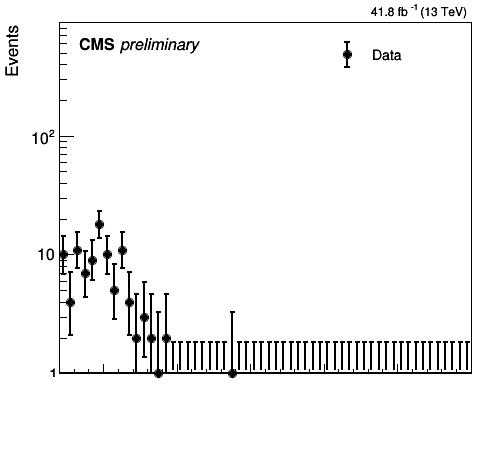 41.8 fb⁻¹ (13 TeV)
Events
CMS preliminary
Data
10²
10
1